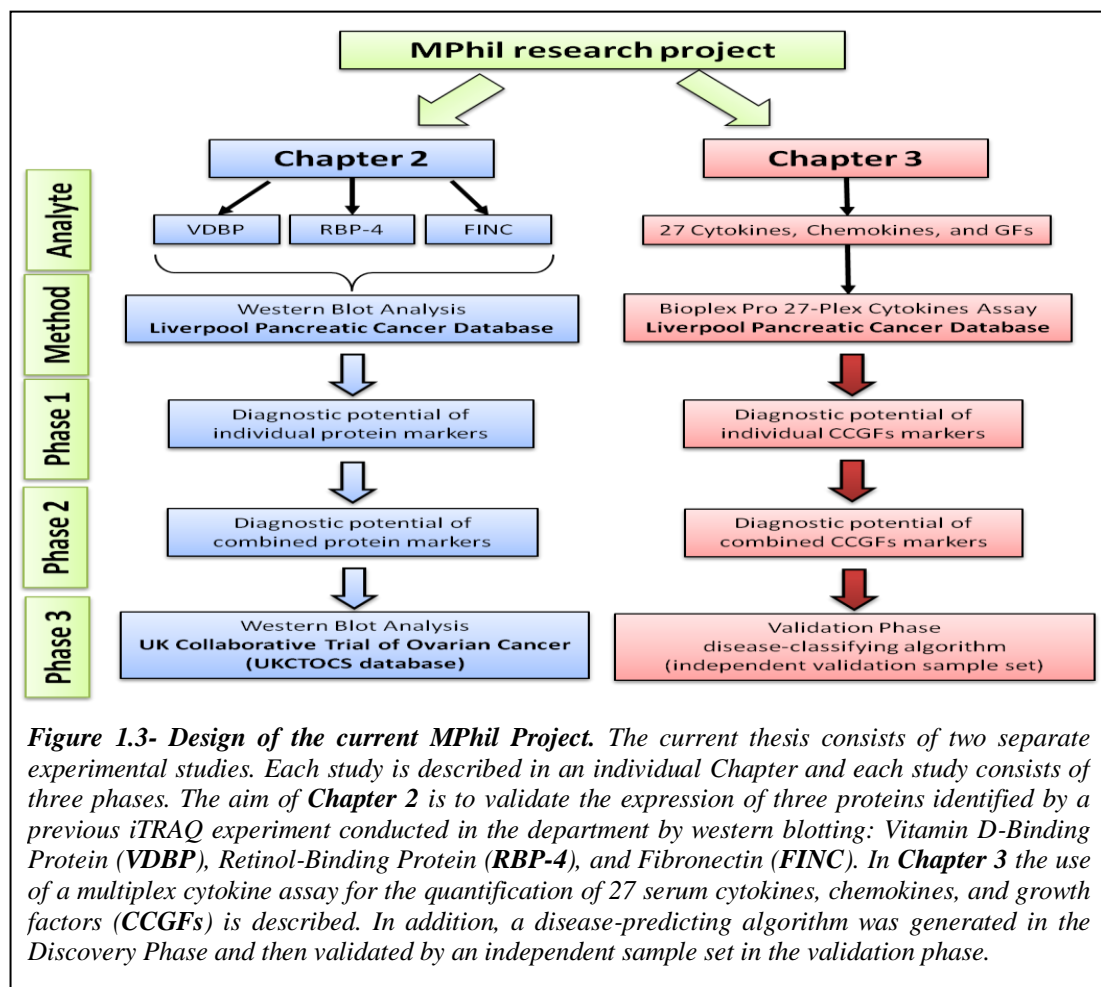 MPhil research project
Chapter 2
Chapter 3
Analyte
VDBP
RBP-4
FINC
27 Cytokines, Chemokines, and GFs
Method
Western Blot Analysis
Liverpool Pancreatic Cancer Database
Bioplex Pro 27-Plex Cytokines Assay
Liverpool Pancreatic Cancer Database
Phase 1
Diagnostic potential of
individual protein markers
Diagnostic potential of
individual CCGFs markers
Phase 2
Diagnostic potential of
combined protein markers
Diagnostic potential of
combined CCGFs markers
Phase 3
Western Blot Analysis
UK Collaborative Trial of Ovarian Cancer
(UKCTOCS database)
Validation Phase
disease-classifying algorithm
(independent validation sample set)
Figure 1.3- Design of the current MPhil Project. The current thesis consists of two separate
experimental studies. Each study is described in an individual Chapter and each study consists of
three phases. The aim of Chapter 2 is to validate the expression of three proteins identified by a
previous iTRAQ experiment conducted in the department by western blotting: Vitamin D-Binding
Protein (VDBP), Retinol-Binding Protein (RBP-4), and Fibronectin (FINC). In Chapter 3 the use
of a multiplex cytokine assay for the quantification of 27 serum cytokines, chemokines, and growth
factors (CCGFs) is described. In addition, a disease-predicting algorithm was generated in the
Discovery Phase and then validated by an independent sample set in the validation phase.